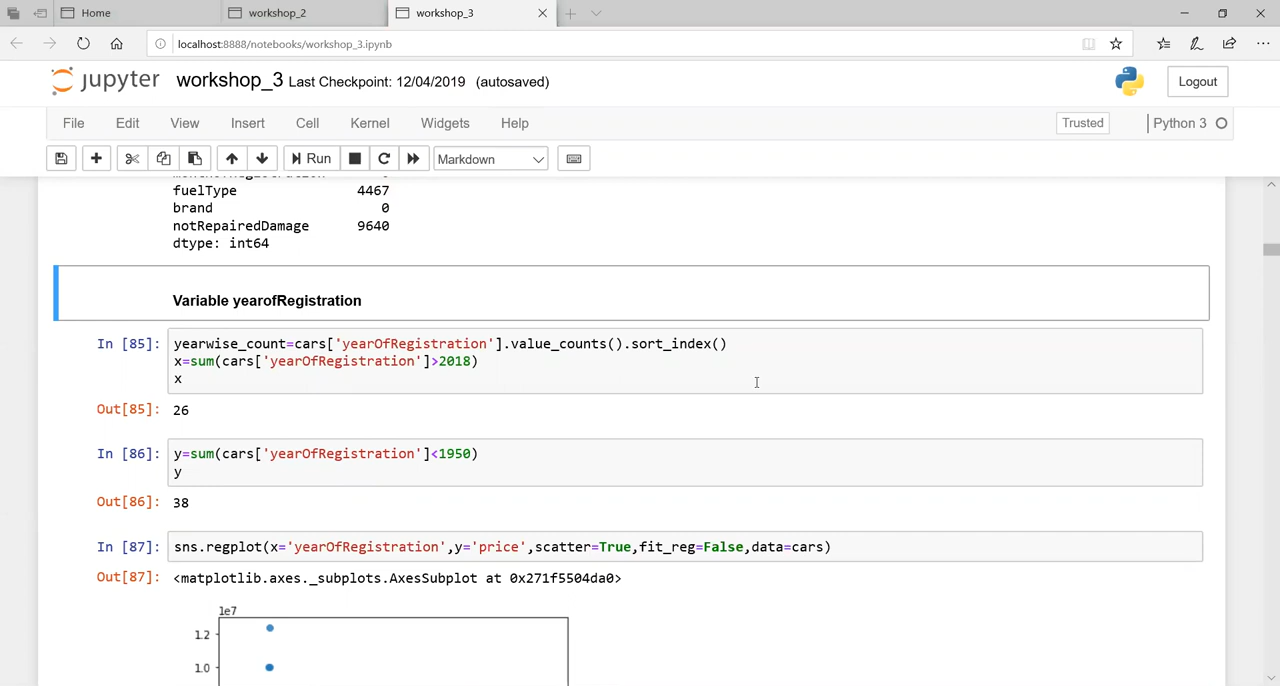 Home
workshop_2
workshop_3
localhost:8888/notebooks/workshop_3.ipynb
jupyter workshop_3 Last Checkpoint: 12/04/2019 (autosaved)
Logout
File Edit View Insert Cell Kernel Widgets Help
Trusted
Python 3
Run
Markdown
fuelType 4467
brand 0
notRepairedDamage 9640
dtype: int64
Variable yearofRegistration
In [85]: yearwise_count=cars['yearOfRegistration'].value_counts().sort_index()
x=sum(cars['yearOfRegistration']>2018)
x
Out[85]: 26
In [86]: y=sum(cars['yearOfRegistration']<1950)
y
Out[86]: 38
In [87]: sns.regplot(x='yearOfRegistration',y='price',scatter=True,fit_reg=False,data=cars)
Out[87]: <matplotlib.axes._subplots.AxesSubplot at 0x271f5504da0>
1e7
1.2
1.0